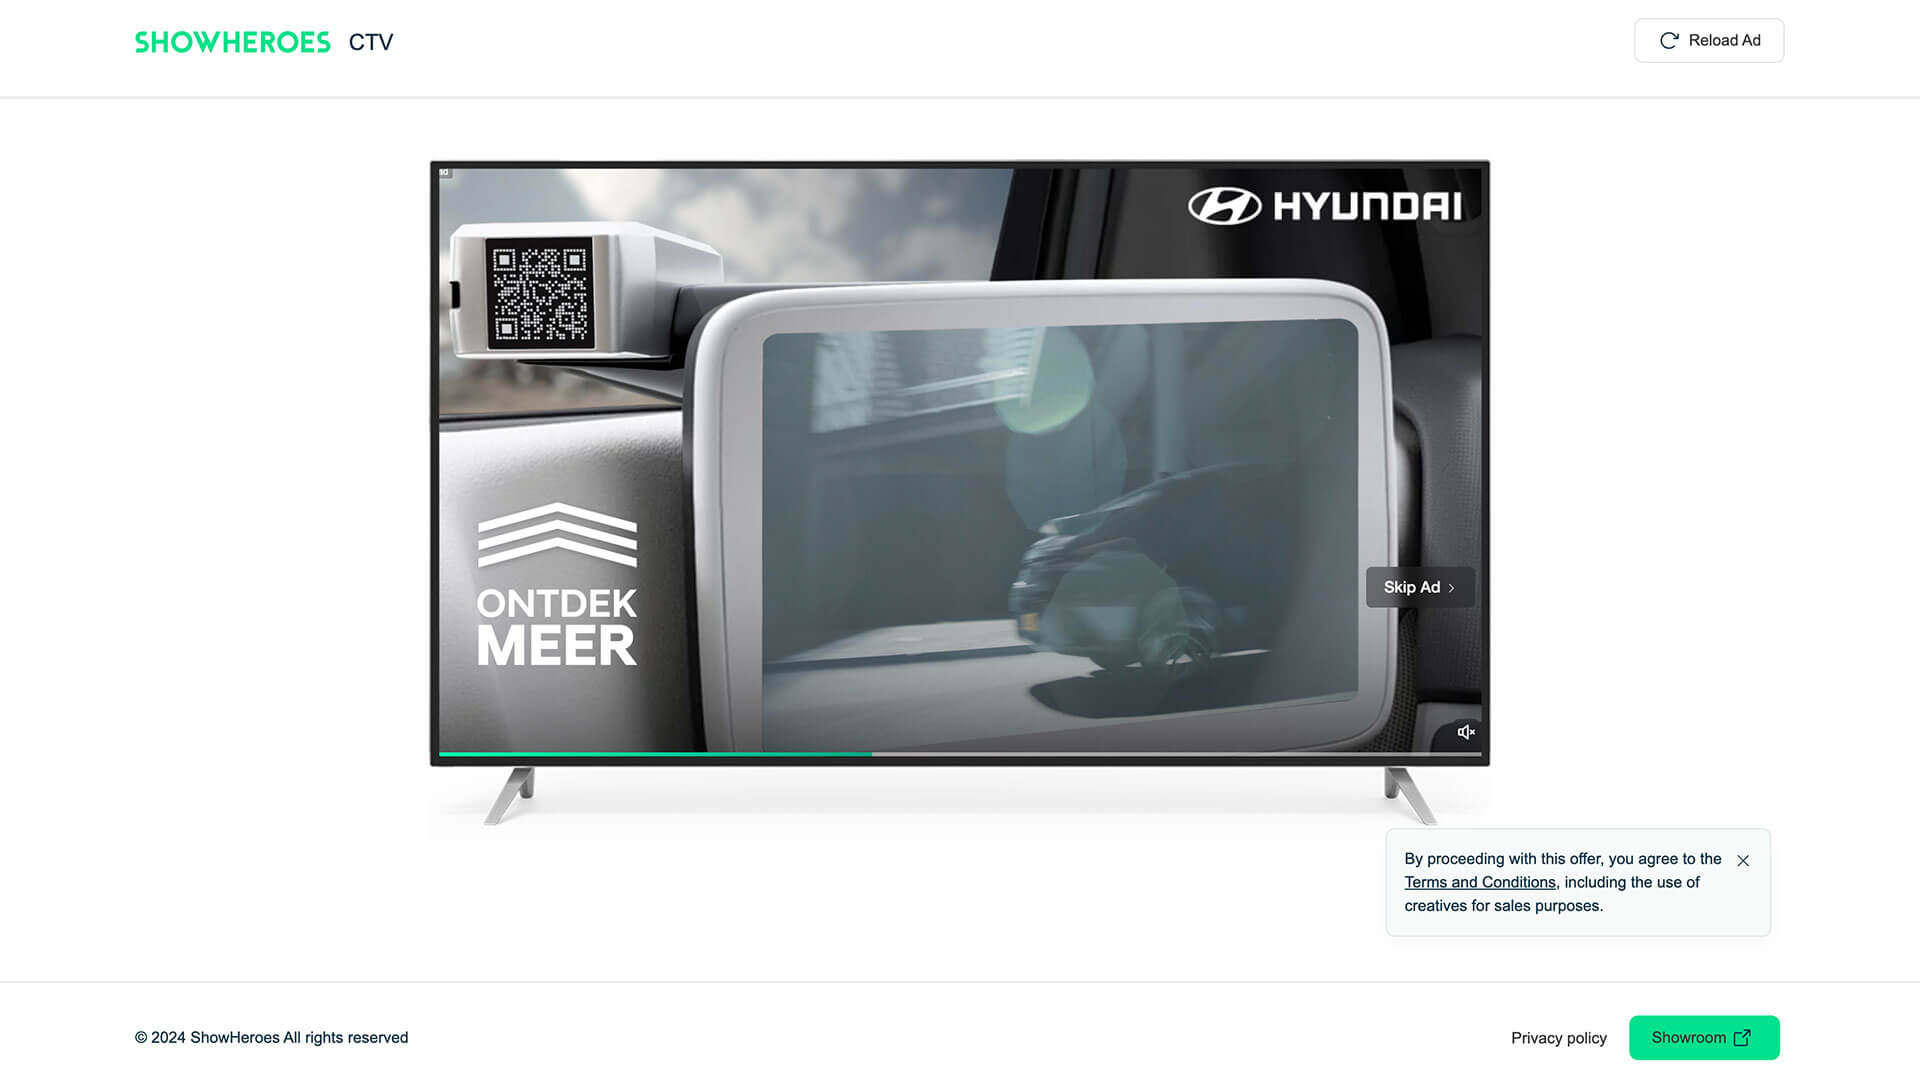 SHOWHEROES CTV
Reload Ad
ad
HYUNDAI
ONTDEK
MEER
Skip Ad
By proceeding with this offer, you agree to the
Terms and Conditions, including the use of
creatives for sales purposes.
© 2024 ShowHeroes All rights reserved
Privacy policy
Showroom